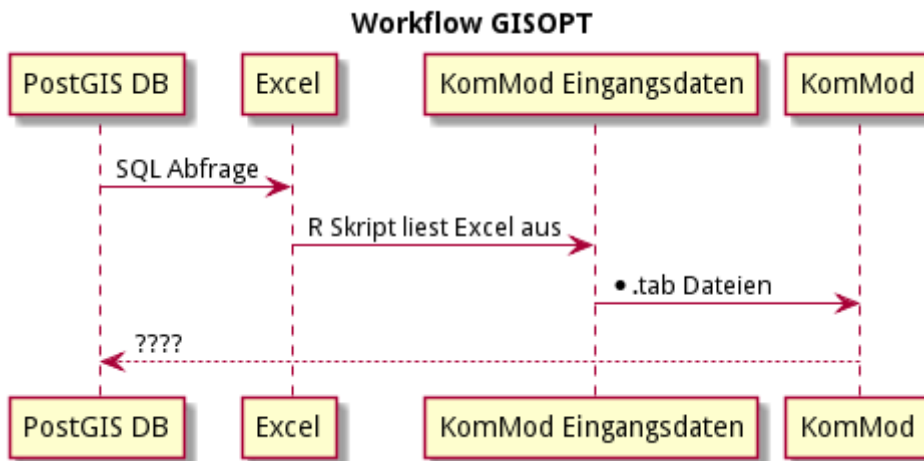 Workflow GISOPT
PostGIS DB Excel KomMod Eingangsdaten KomMod
SQL Abfrage
R Skript liest Excel aus
•.tab Dateien
????
PostGIS DB Excel KomMod Eingangsdaten KomMod